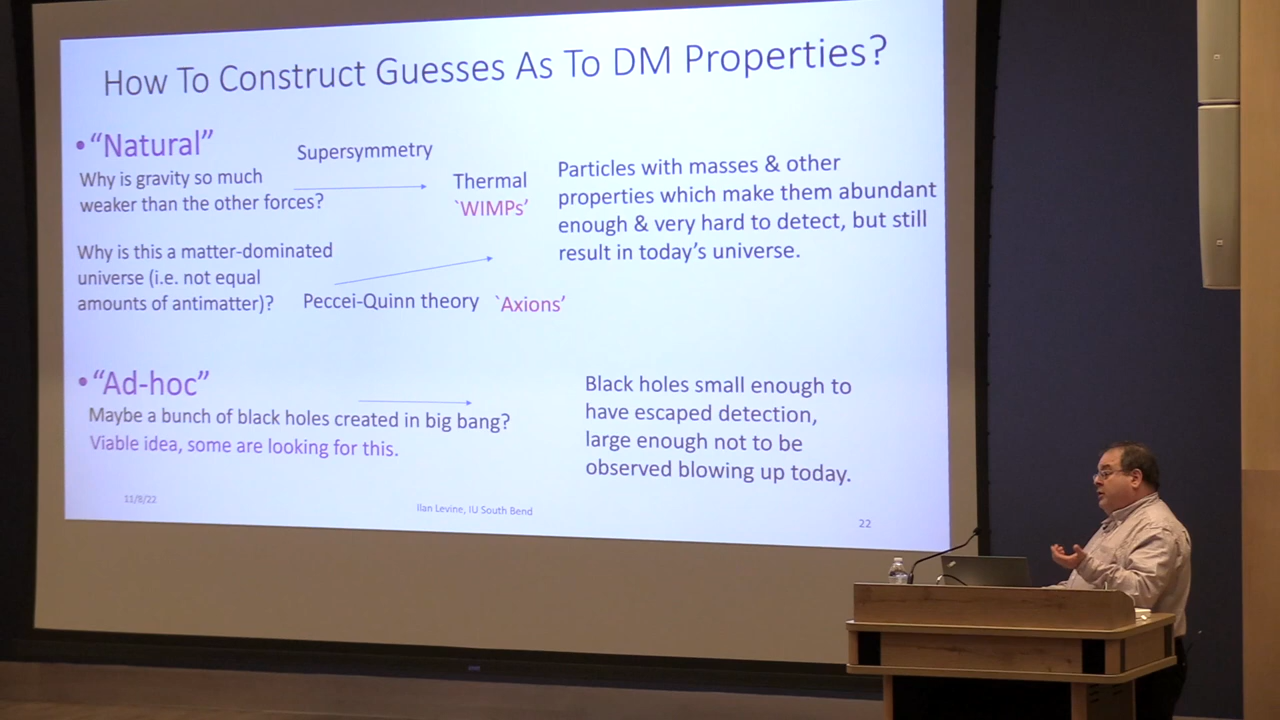 How To Construct Guesses As To DM Properties?
• “Natural”
Supersymmetry
Why is gravity so much
weaker than the other forces?
Thermal
`WIMPs’
Particles with masses & other
properties which make them abundant
enough & very hard to detect, but still
result in today’s universe.
Why is this a matter-dominated
universe (i.e. not equal
amounts of antimatter)?
Peccei-Quinn theory
`Axions’
• “Ad-hoc”
Maybe a bunch of black holes created in big bang?
Viable idea, some are looking for this.
Black holes small enough to
have escaped detection,
large enough not to be
observed blowing up today.
11/8/22
Ilan Levine, IU South Bend
22